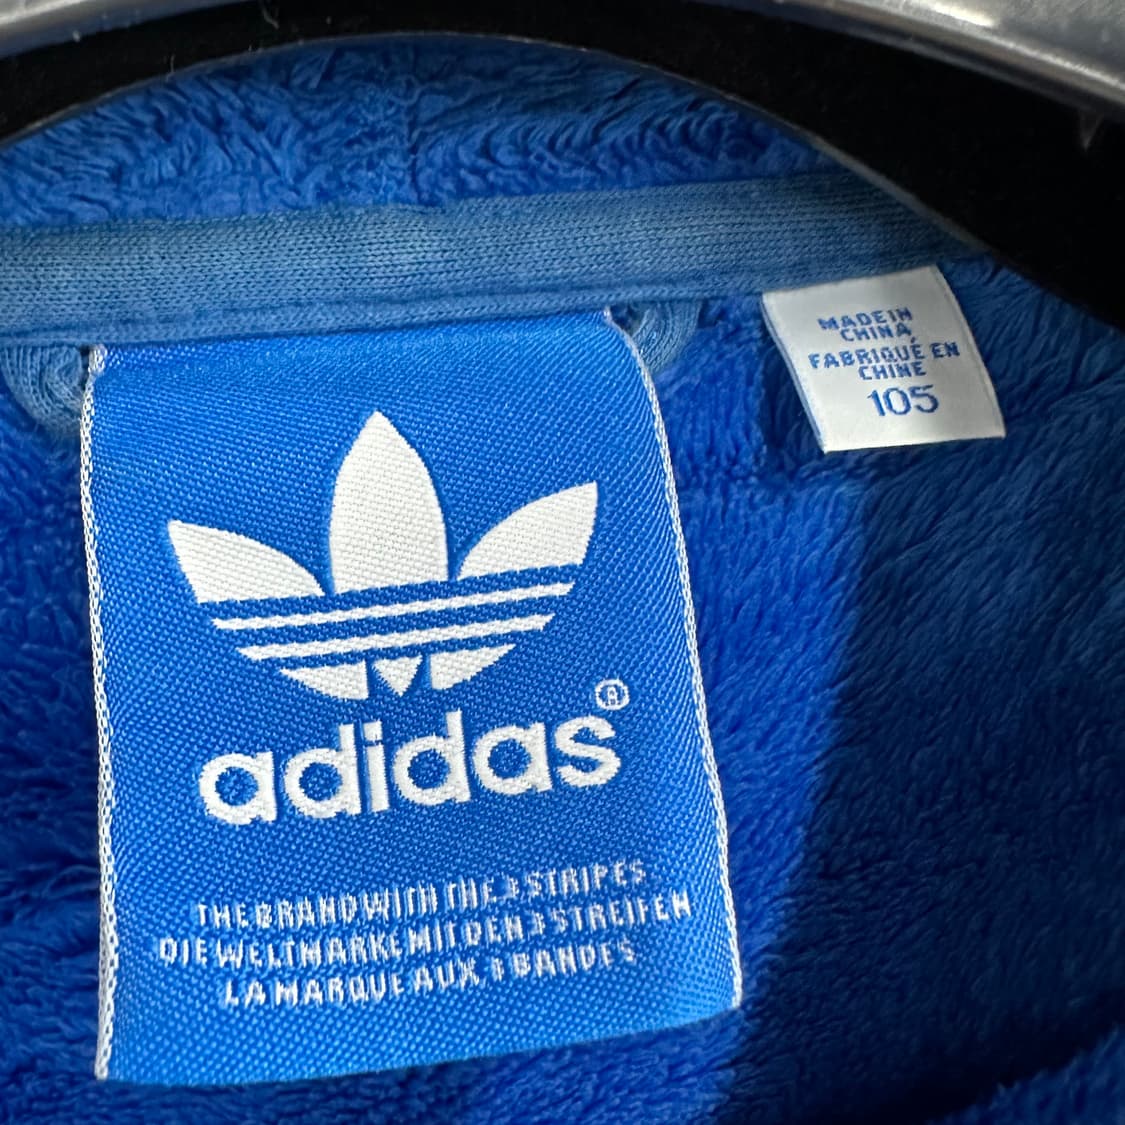 MADE IN
CHINA,
FABRIQUÉ EN
CHINE
105
adidas®
THE BRAND WITH THE 3 STRIPES
DIE WELTMARKE MIT DEN 3 STREIFEN
LA MARQUE AUX 3 BANDES